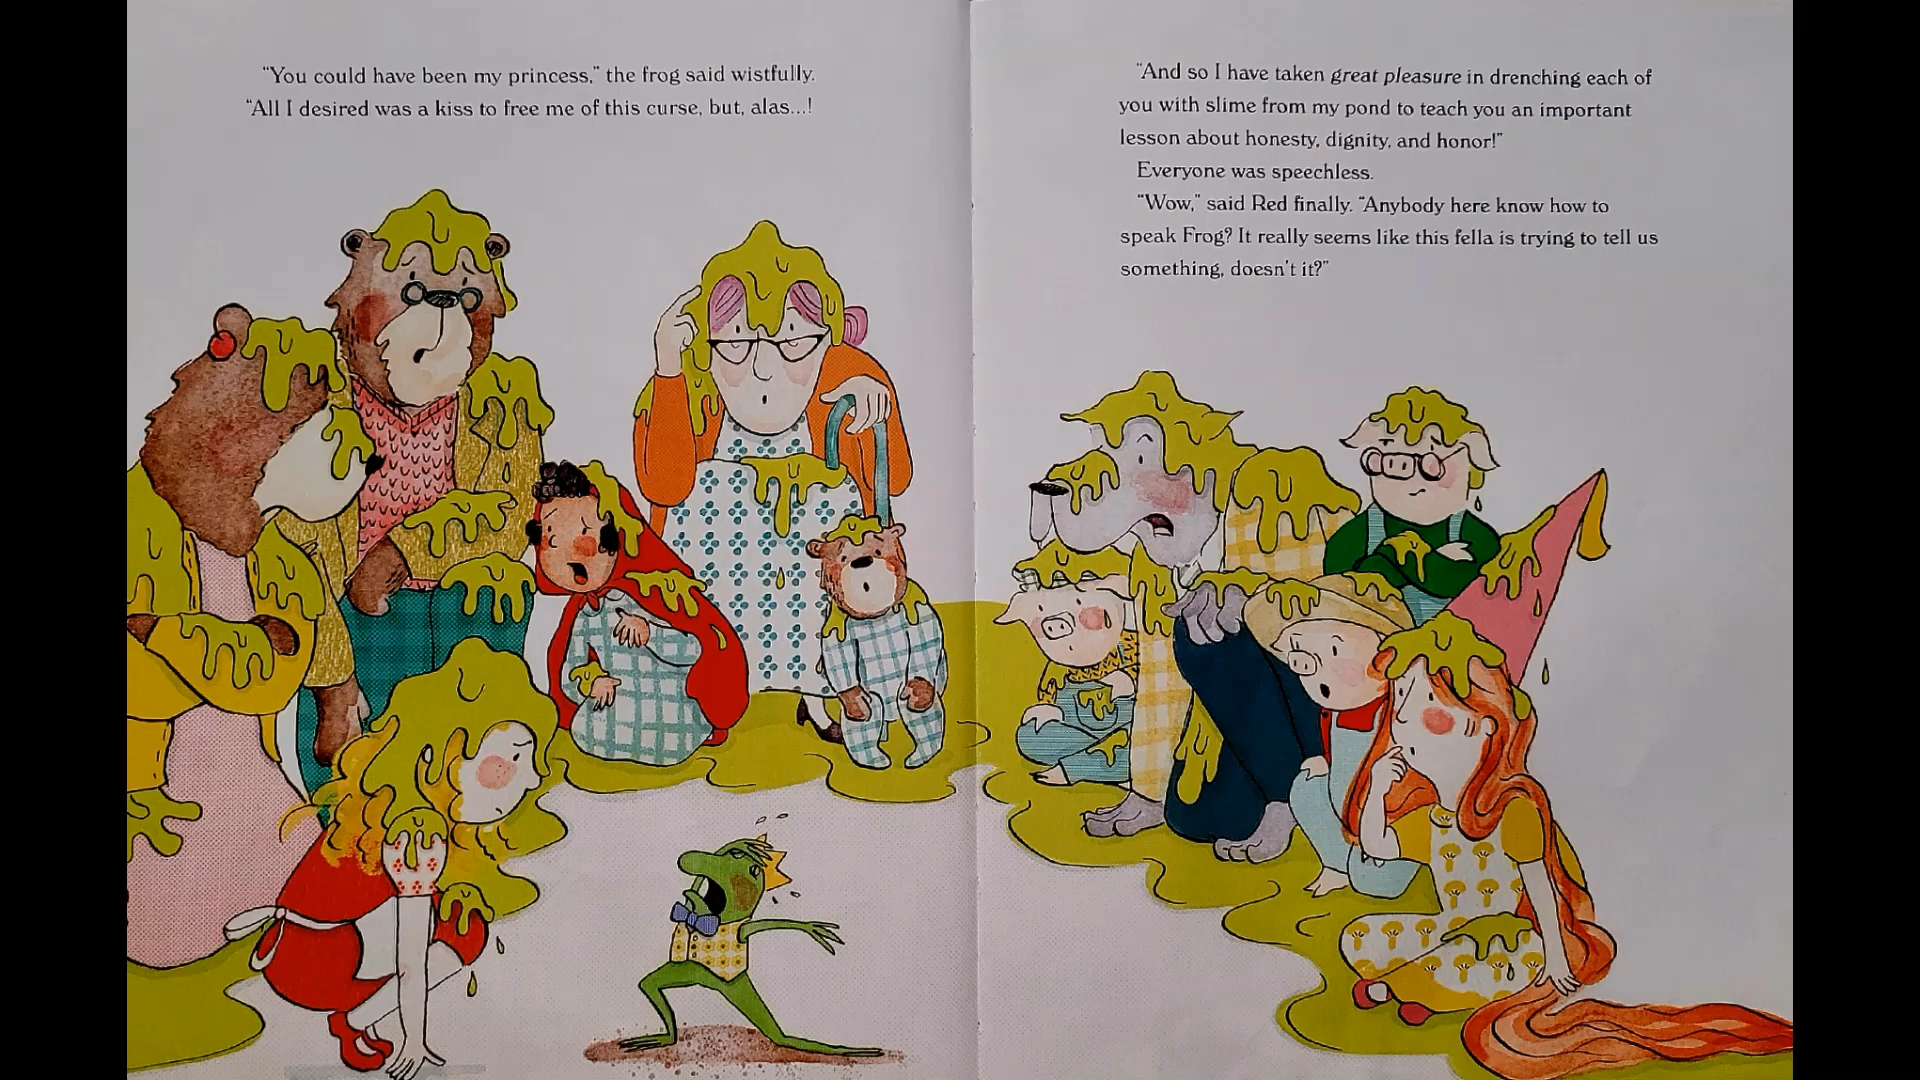 "You could have been my princess," the frog said wistfully.
"All I desired was a kiss to free me of this curse, but, alas...!
"And so I have taken great pleasure in drenching each of
you with slime from my pond to teach you an important
lesson about honesty, dignity, and honor!"
Everyone was speechless.
"Wow," said Red finally. "Anybody here know how to
speak Frog? It really seems like this fella is trying to tell us
something, doesn't it?"